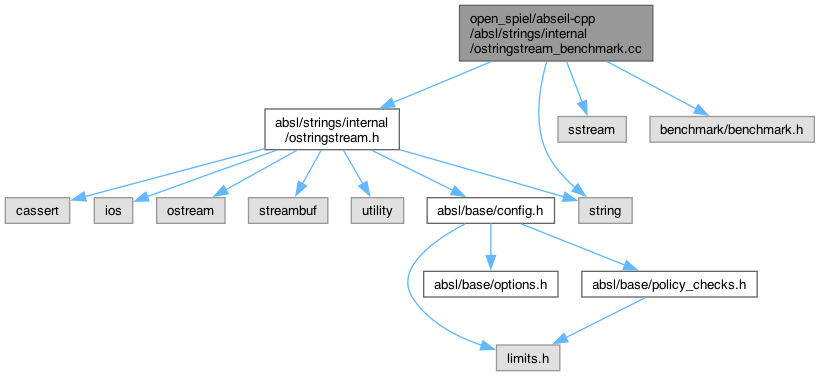 open_spiel/abseil-cpp
/absl/strings/internal
/ostringstream_benchmark.cc
absl/strings/internal
/ostringstream.h
sstream
benchmark/benchmark.h
cassert
ios
ostream
streambuf
utility
absl/base/config.h
string
absl/base/options.h
absl/base/policy_checks.h
limits.h